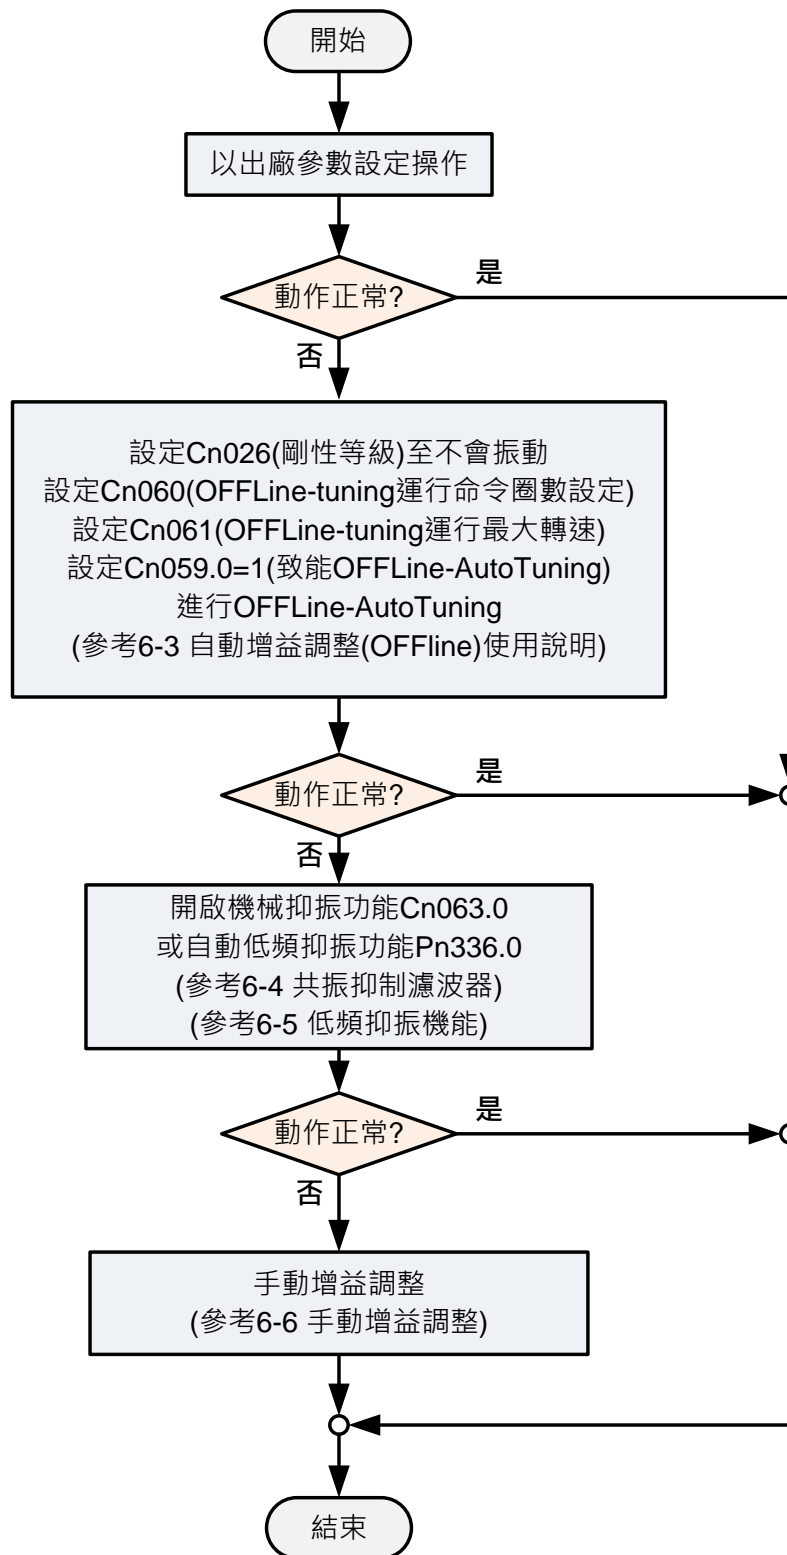 開始
以出廠參數設定操作
動作正常?
是
否
設定Cn026(剛性等級)至不會振動
設定Cn060(OFFLine-tuning運行命令圈數設定)
設定Cn061(OFFLine-tuning運行最大轉速)
設定Cn059.0=1(致能OFFLine-AutoTuning)
進行OFFLine-AutoTuning
(參考6-3 自動增益調整(OFFline)使用說明)
動作正常?
是
否
開啟機械抑振功能Cn063.0
或自動低頻抑振功能Pn336.0
(參考6-4 共振抑制濾波器)
(參考6-5 低頻抑振機能)
動作正常?
是
否
手動增益調整
(參考6-6 手動增益調整)
結束